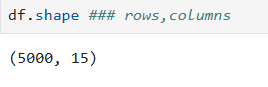 df.shape ### rows,columns
(5000, 15)